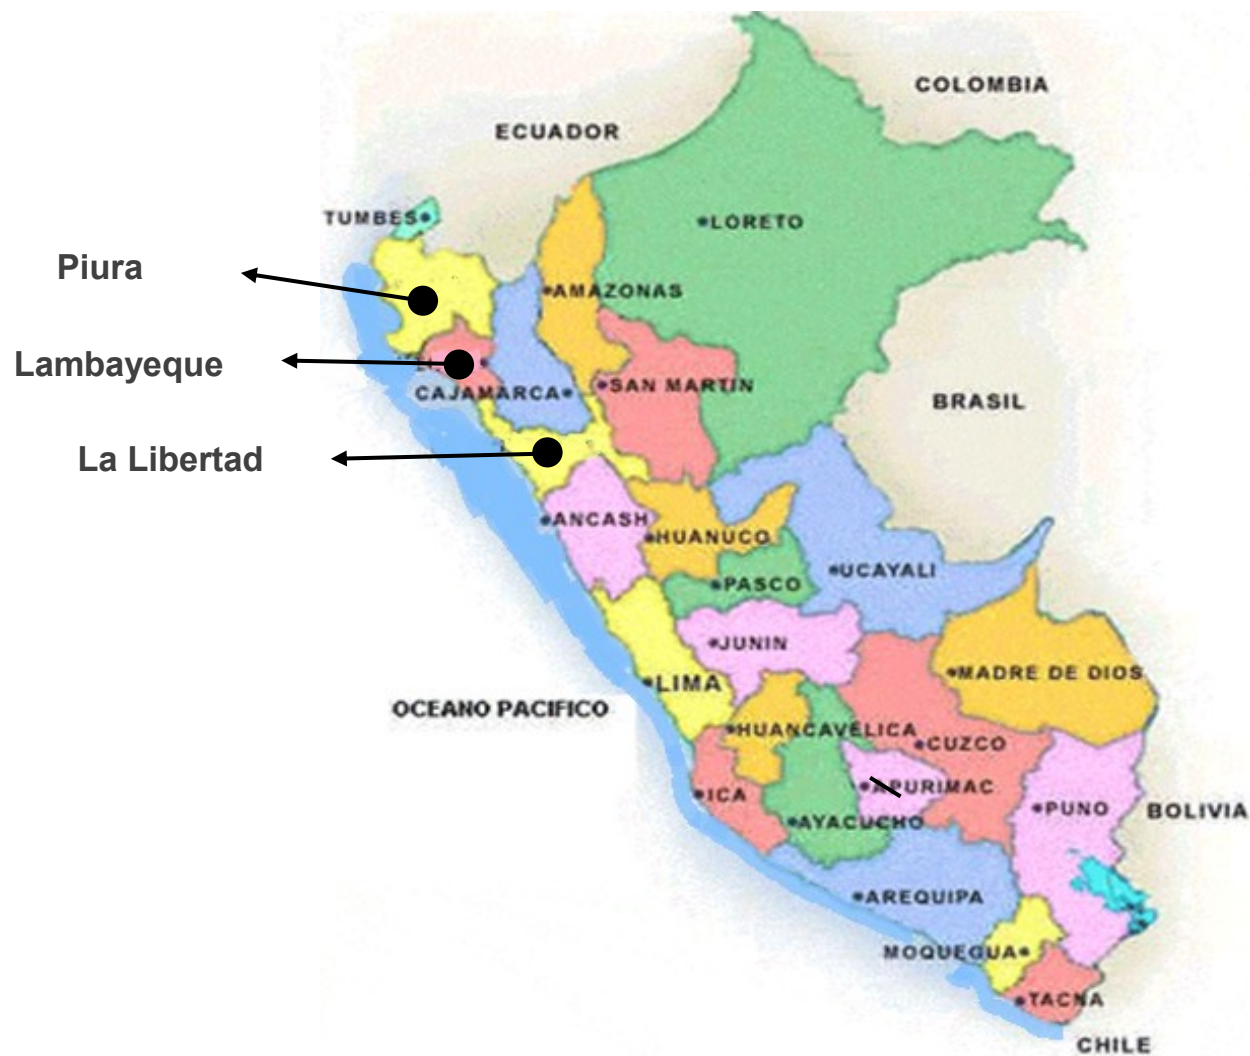 COLOMBIA
ECUADOR
TUMBES
LORETO
Piura
AMAZONAS
Lambayeque
SAN MARTIN
CAJAMARCA
BRASIL
La Libertad
ANCASH
HUANUCO
UCAYALI
PASCO
JUNIN
MADRE DE DIOS
LIMA
OCEANO PACIFICO
HUANCAVELICA
CUZCO
APURIMAC
ICA
PUNO
BOLIVIA
AYACUCHO
AREQUIPA
MOQUEGUA
TACNA
CHILE